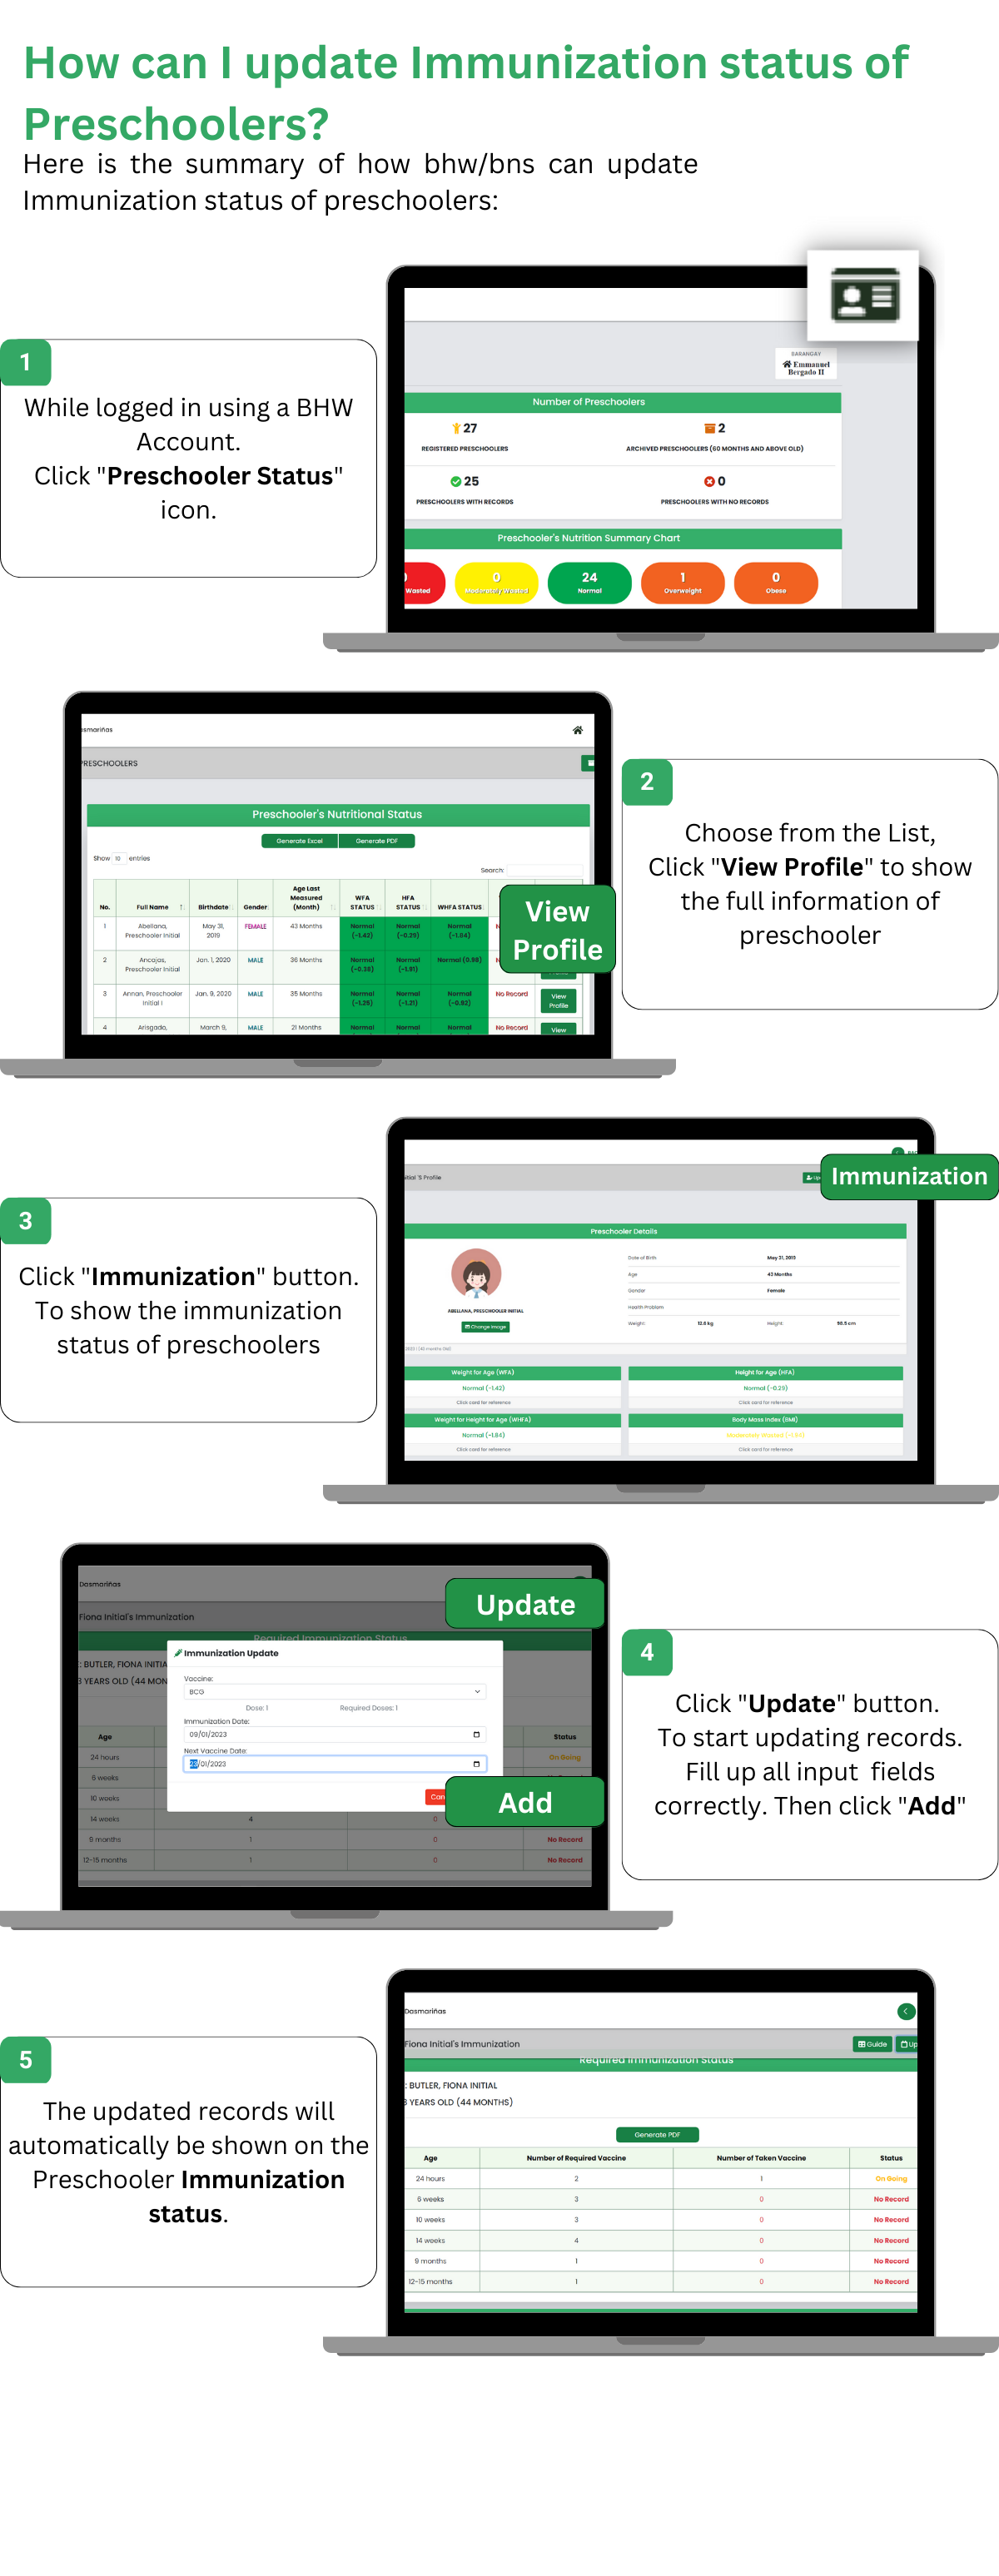 How can I update Immunization status of
Preschoolers?
Here is the summary of how bhw/bns can update
Immunization status of preschoolers:
1
While logged in using a BHW
Account.
Click "Preschooler Status"
icon.
BARANGAY
Emmanuel
Bergado II
Number of Preschoolers
27
REGISTERED PRESCHOOLERS
2
ARCHIVED PRESCHOOLERS (60 MONTHS AND ABOVE OLD)
25
PRESCHOOLERS WITH RECORDS
0
PRESCHOOLERS WITH NO RECORDS
Preschooler's Nutrition Summary Chart
Wasted
0
Moderately Wasted
24
Normal
1
Overweight
0
Obese
smariñas
PRESCHOOLERS
Preschooler's Nutritional Status
Generate Excel Generate PDF
Show 10 entries
Search:
No. Full Name Birthdate Gender Age Last Measured (Month) WFA STATUS HFA STATUS WHFA STATUS
1 Abellana, Preschooler Initial May 31, 2019 FEMALE 43 Months Normal (-1.42) Normal (-0.29) Normal (-1.84)
2 Ancajas, Preschooler Initial Jan. 1, 2020 MALE 36 Months Normal (-0.38) Normal (-1.91) Normal (0.98)
3 Annan, Preschooler Initial I Jan. 9, 2020 MALE 35 Months Normal (-1.29) Normal (-1.21) Normal (-0.82) No Record View Profile
4 Arisgado, March 9, MALE 21 Months Normal Normal Normal No Record View
View
Profile
2
Choose from the List,
Click "View Profile" to show
the full information of
preschooler
3
Click "Immunization" button.
To show the immunization
status of preschoolers
Immunization
nitial 's Profile
Preschooler Details
ABELLANA, PRESCHOOLER INITIAL
Change Image
Date of Birth May 31, 2019
Age 43 Months
Gender Female
Health Problem
Weight: 12.6 kg Height: 96.5 cm
Weight for Age (WFA)
Normal (-1.42)
Click card for reference
Height for Age (HFA)
Normal (-0.29)
Click card for reference
Weight for Height for Age (WHFA)
Normal (-1.84)
Click card for reference
Body Mass Index (BMI)
Click card for reference
Dasmariñas
Fiona Initial's Immunization
Required Immunization Status
: BUTLER, FIONA INITIA
3 YEARS OLD (44 MON
Update
Immunization Update
Vaccine:
BCG
Dose: 1 Required Doses: 1
Immunization Date:
09/01/2023
Next Vaccine Date:
/01/2023
Can
Add
Age Status
24 hours On Going
6 weeks
10 weeks
14 weeks 4 0
9 months 1 0 No Record
12-15 months 1 0 No Record
4
Click "Update" button.
To start updating records.
Fill up all input fields
correctly. Then click "Add"
5
The updated records will
automatically be shown on the
Preschooler Immunization
status.
Dasmariñas
Fiona Initial's Immunization
Guide Up
Required Immunization Status
: BUTLER, FIONA INITIAL
3 YEARS OLD (44 MONTHS)
Generate PDF
Age Number of Required Vaccine Number of Taken Vaccine Status
24 hours 2 1 On Going
6 weeks 3 0 No Record
10 weeks 3 0 No Record
14 weeks 4 0 No Record
9 months 1 0 No Record
12-15 months 1 0 No Record